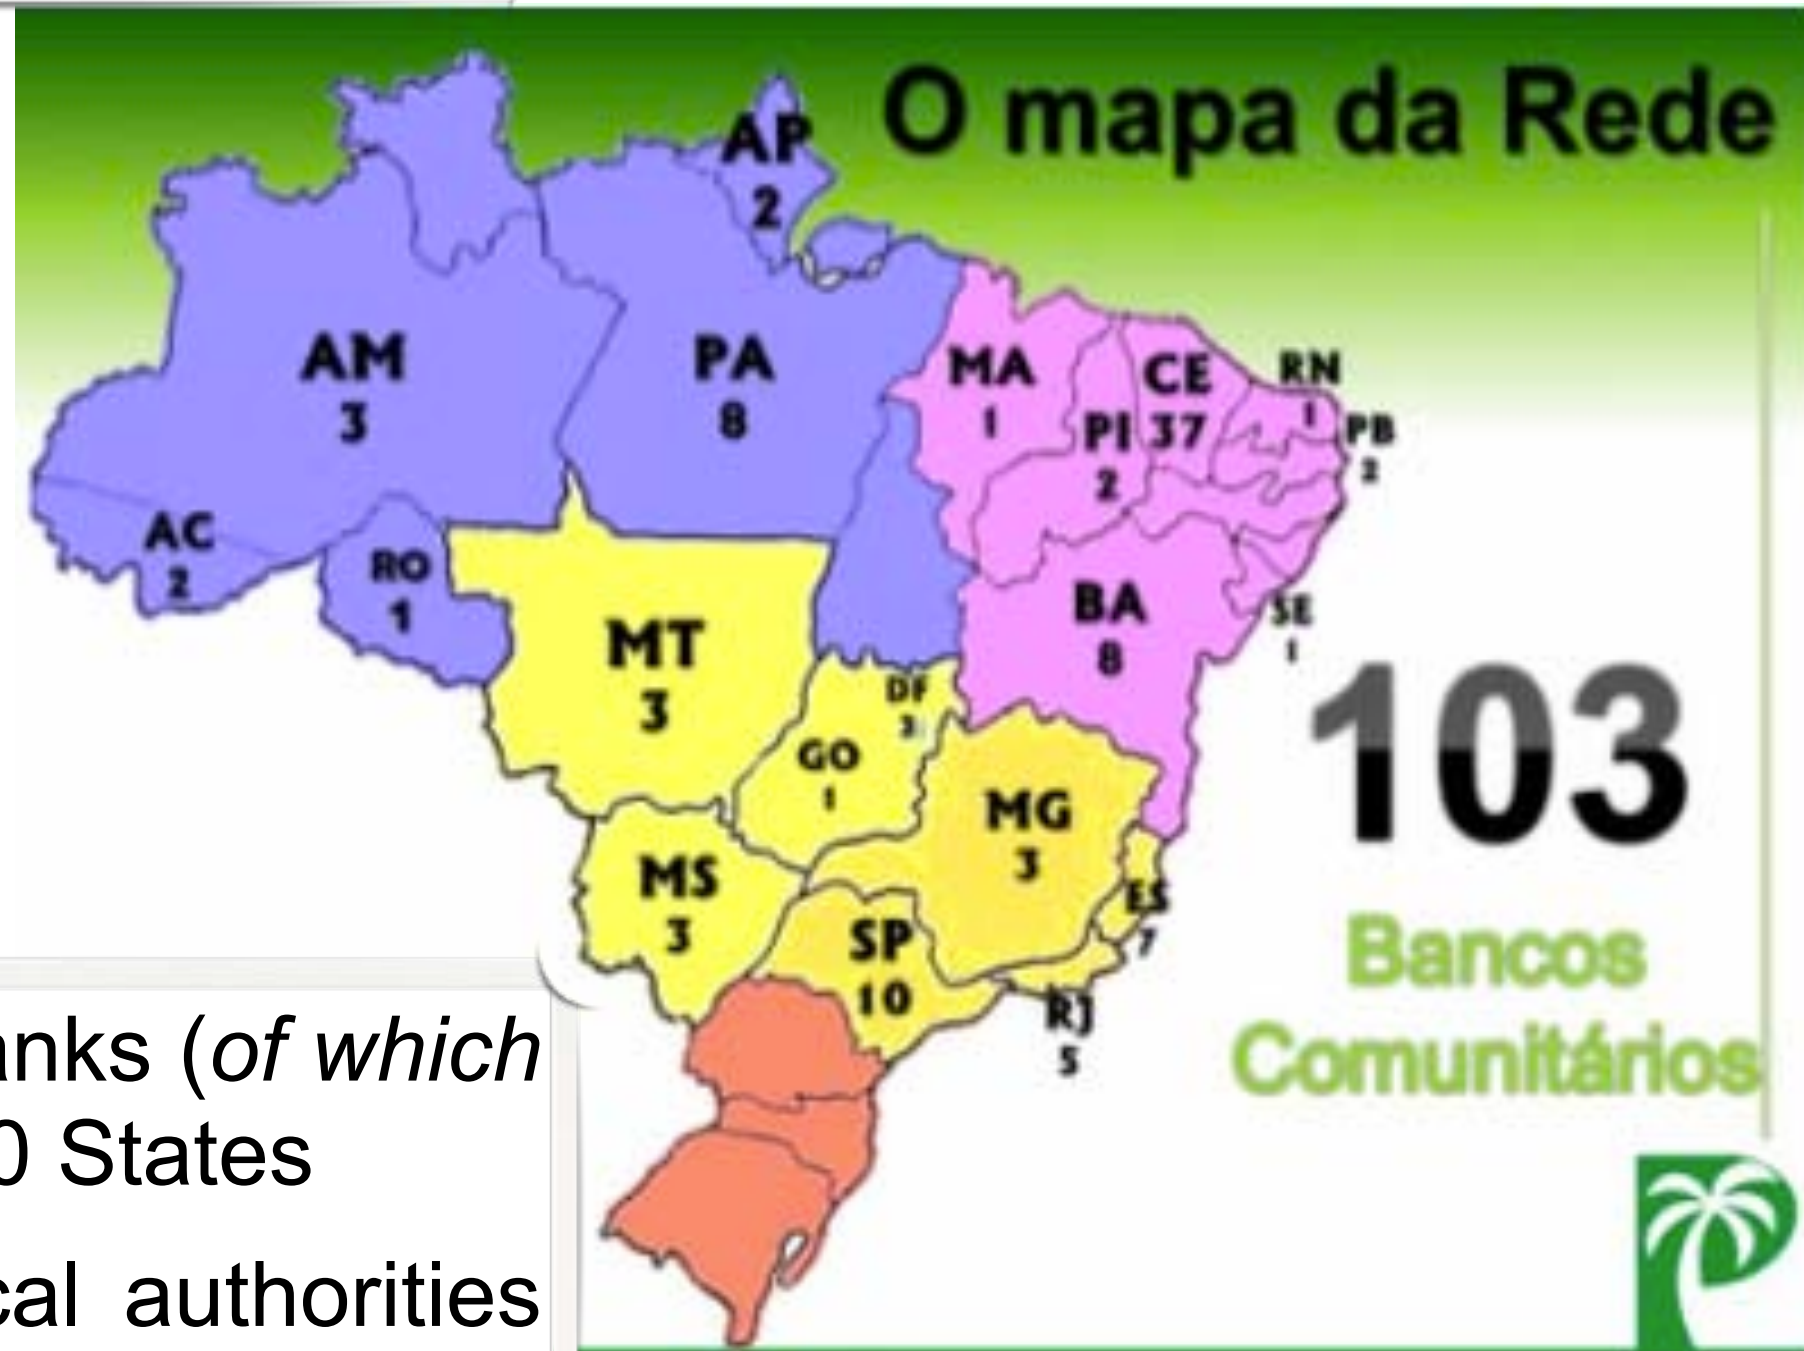 O mapa da Rede
AP
2
AM
3
PA
8
MA
1
PI
2
CE
37
RN
1
PB
2
AC
2
RO
1
MT
3
BA
8
SE
1
DF
3
GO
1
MG
3
ES
7
MS
3
SP
10
RJ
5
103
Bancos
Comunitários
anks (of which
0 States
cal authorities